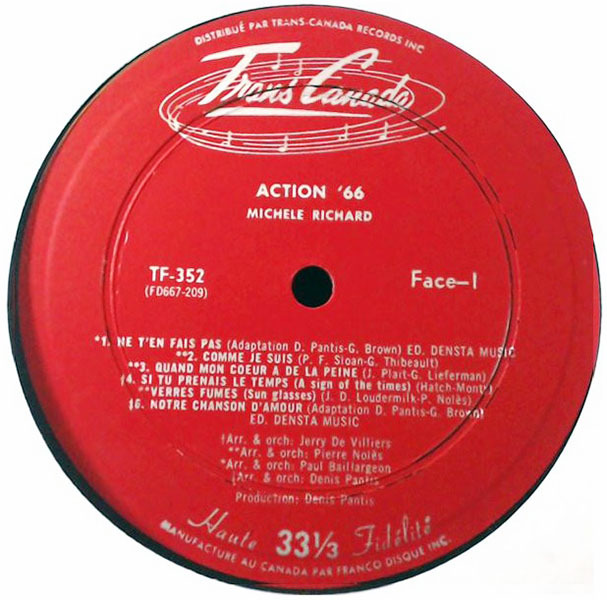 DISTRIBUÉ PAR TRANS-CANADA RECORDS INC.
Trans Canada
ACTION '66
MICHELE RICHARD
TF-352
(FD667-209)
Face-I
*1. NE T'EN FAIS PAS (Adaptation D. Pantis-G. Brown) ED. DENSTA MUSIC
**2. COMME JE SUIS (P. F. Sloan-G. Thibeault)
**3. QUAND MON COEUR A DE LA PEINE (J. Plait-G. Lieferman)
†4. SI TU PRENAIS LE TEMPS (A sign of the times) (Hatch-Monty)
**VERRES FUMES (Sun glasses) (J. D. Loudermilk-P. Nolès)
‡6. NOTRE CHANSON D'AMOUR (Adaptation D. Pantis-G. Brown)
ED. DENSTA MUSIC
†Arr. & orch: Jerry De Villiers
**Arr. & orch: Pierre Nolès
*Arr. & orch: Paul Baillargeon
‡Arr. & orch: Denis Pantis
Production: Denis Pantis
Haute 33⅓ Fidélité
MANUFACTURÉ AU CANADA PAR FRANCO DISQUE INC.